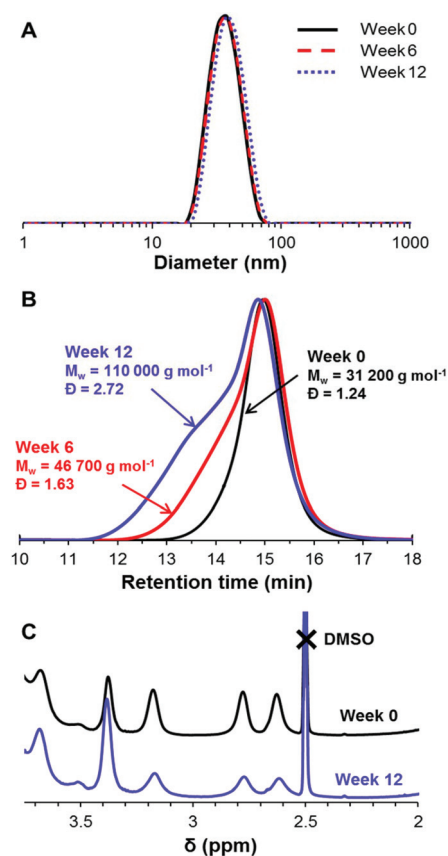 A
Week 0
Week 6
Week 12
1 10 100 1000
Diameter (nm)
B
Week 12
Mw = 110 000 g mol-1
Đ = 2.72
Week 0
Mw = 31 200 g mol-1
Đ = 1.24
Week 6
Mw = 46 700 g mol-1
Đ = 1.63
10 11 12 13 14 15 16 17 18
Retention time (min)
C
DMSO
Week 0
Week 12
3.5 3 2.5 2
δ (ppm)